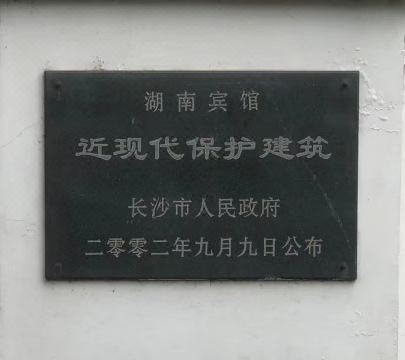 湖南宾馆
近现代保护建筑
长沙市人民政府
二零零二年九月九日公布